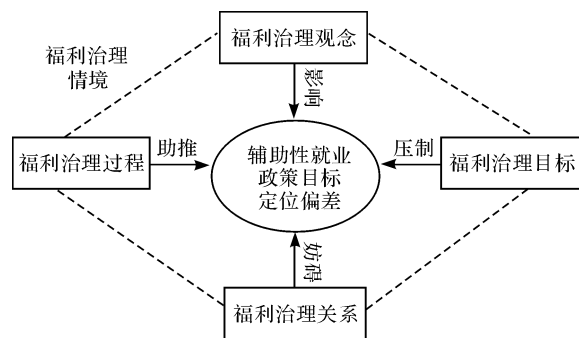 福利治理观念
福利治理
情境
影响
福利治理过程
助推
辅助性就业
政策目标
定位偏差
压制
福利治理目标
妨碍
福利治理关系